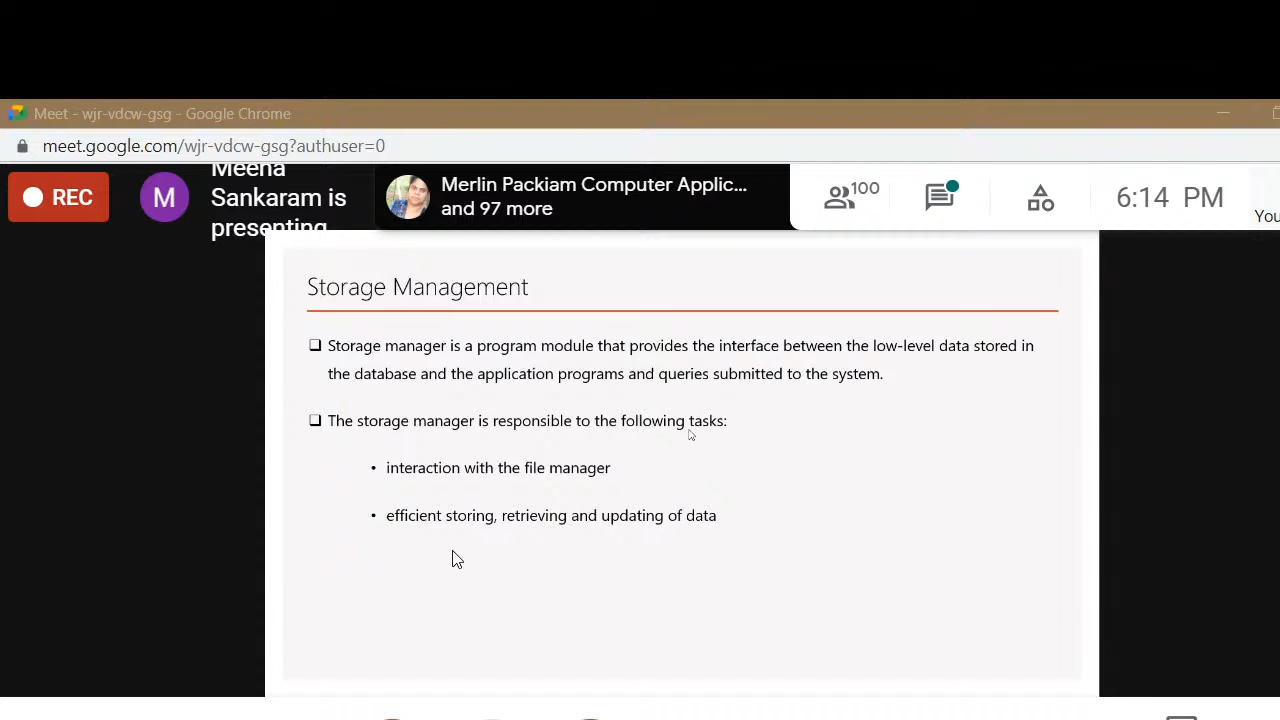 Meet - wjr-vdcw-gsg - Google Chrome
meet.google.com/wjr-vdcw-gsg?authuser=0
REC
M
Meena
Sankaram is
presenting
Merlin Packiam Computer Applic...
and 97 more
100
6:14 PM
You
Storage Management
Storage manager is a program module that provides the interface between the low-level data stored in
the database and the application programs and queries submitted to the system.
The storage manager is responsible to the following tasks:
• interaction with the file manager
• efficient storing, retrieving and updating of data